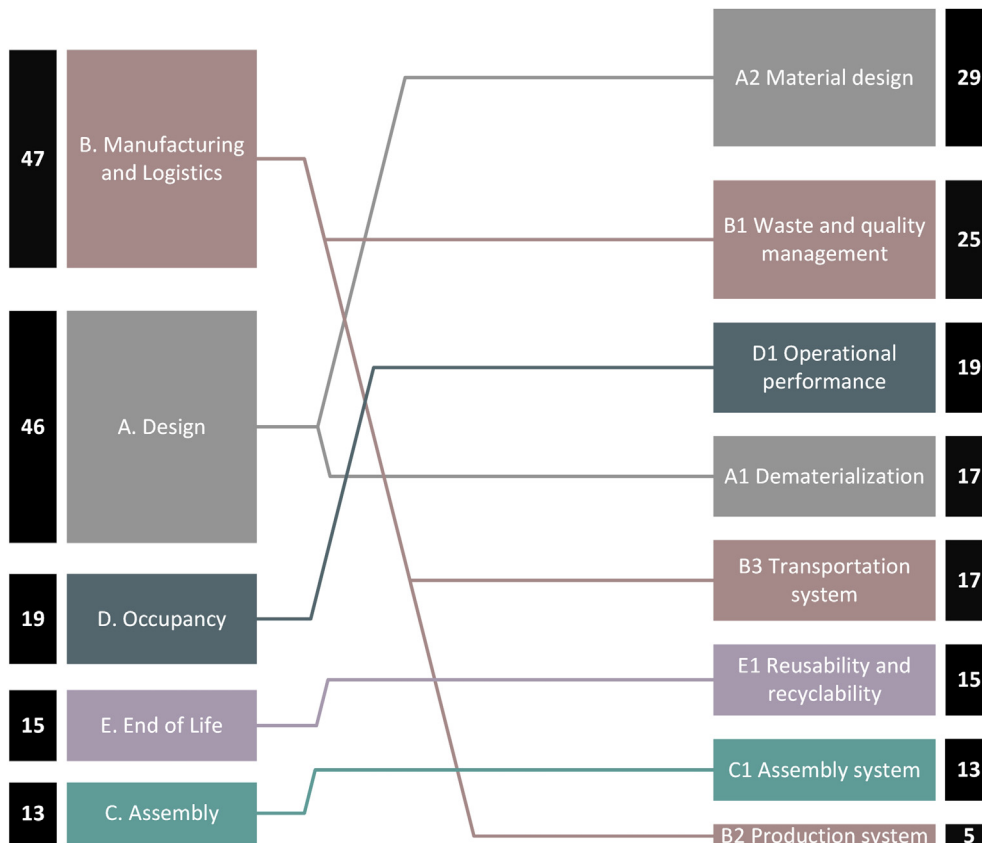 47
B. Manufacturing
and Logistics
46
A. Design
19
D. Occupancy
15
E. End of Life
13
C. Assembly
A2 Material design
29
B1 Waste and quality
management
25
D1 Operational
performance
19
A1 Dematerialization
17
B3 Transportation
system
17
E1 Reusability and
recyclability
15
C1 Assembly system
13
B2 Production system
5